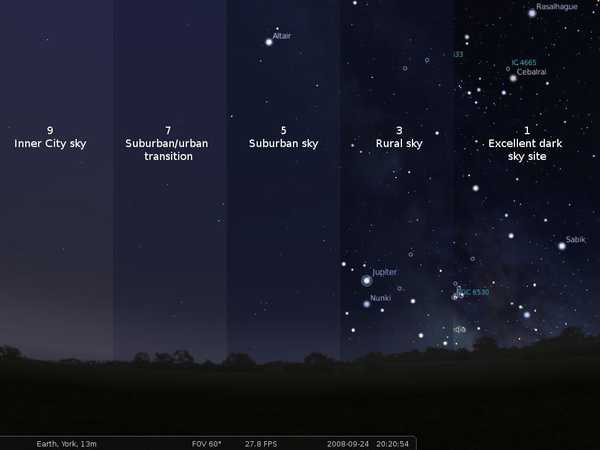 Rasalhague
Altair
IC 4665
Cebalrai
9
Inner City sky
7
Suburban/urban
transition
5
Suburban sky
3
Rural sky
1
Excellent dark
sky site
Sabik
Jupiter
Nunki
NGC 6530
Earth, York, 13m
FOV 60°
27.8 FPS
2008-09-24
20:20:54